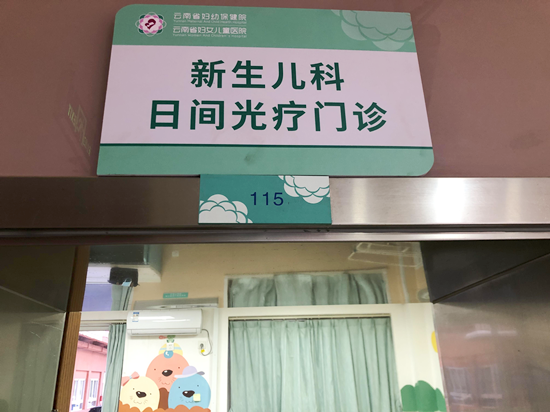 云南省妇幼保健院
云南省妇女儿童医院
新生儿科
日间光疗门诊
115